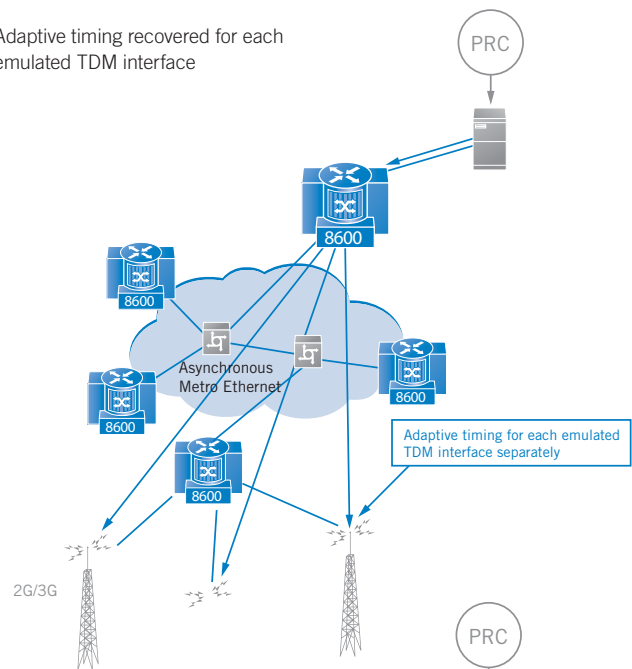 Adaptive timing recovered for each
emulated TDM interface
PRC
8600
8600
Asynchronous
Metro Ethernet
8600
8600
Adaptive timing for each emulated
TDM interface separately
8600
2G/3G
PRC